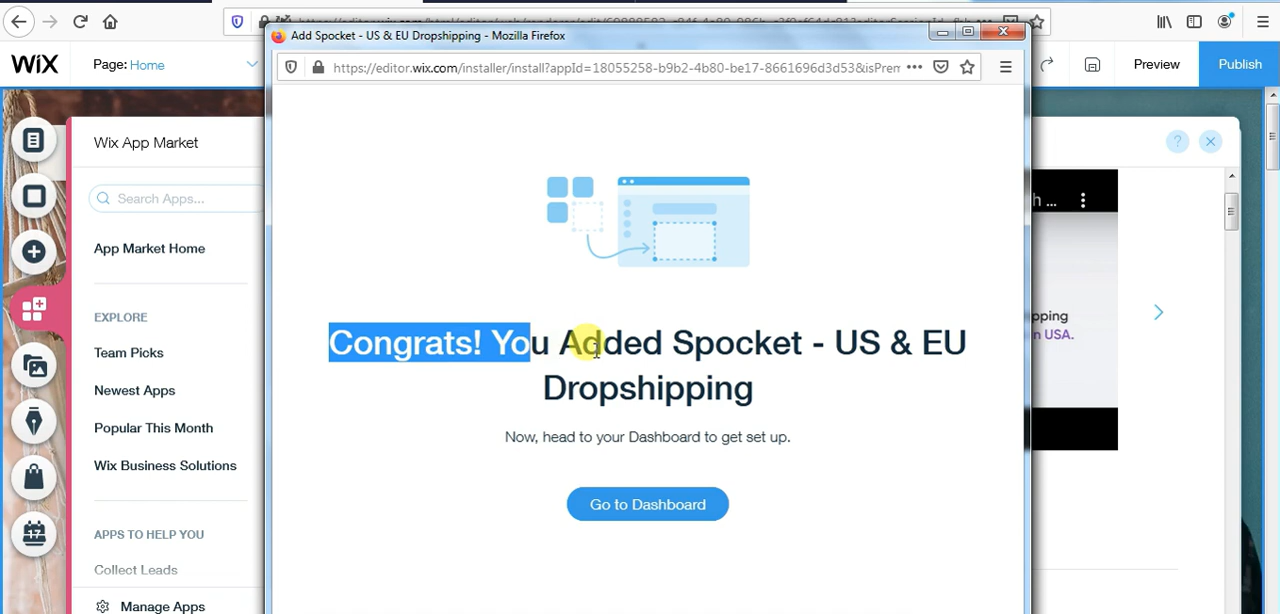 Add Spocket - US & EU Dropshipping - Mozilla Firefox
https://editor.wix.com/installer/install?appId=18055258-b9b2-4b80-be17-8661696d3d53&isPrem
WiX
Page: Home
Preview
Publish
Wix App Market
Search Apps...
App Market Home
EXPLORE
Team Picks
Newest Apps
Popular This Month
Wix Business Solutions
APPS TO HELP YOU
Collect Leads
Manage Apps
17
Congrats! You Added Spocket - US & EU
Dropshipping
Now, head to your Dashboard to get set up.
Go to Dashboard
?
h ...
pping
n USA.